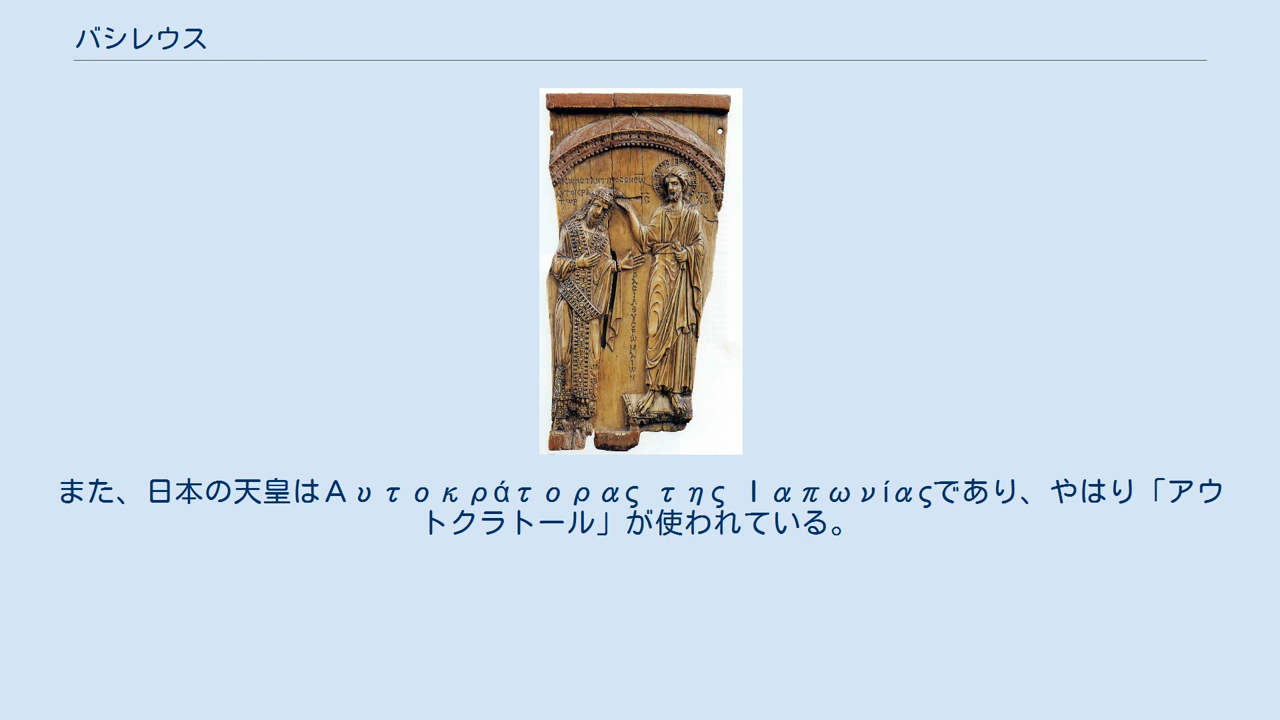 バシレウス
また、日本の天皇はΑυτοκράτορας της Ιαπωνίαςであり、やはり「アウ
トクラトール」が使われている。